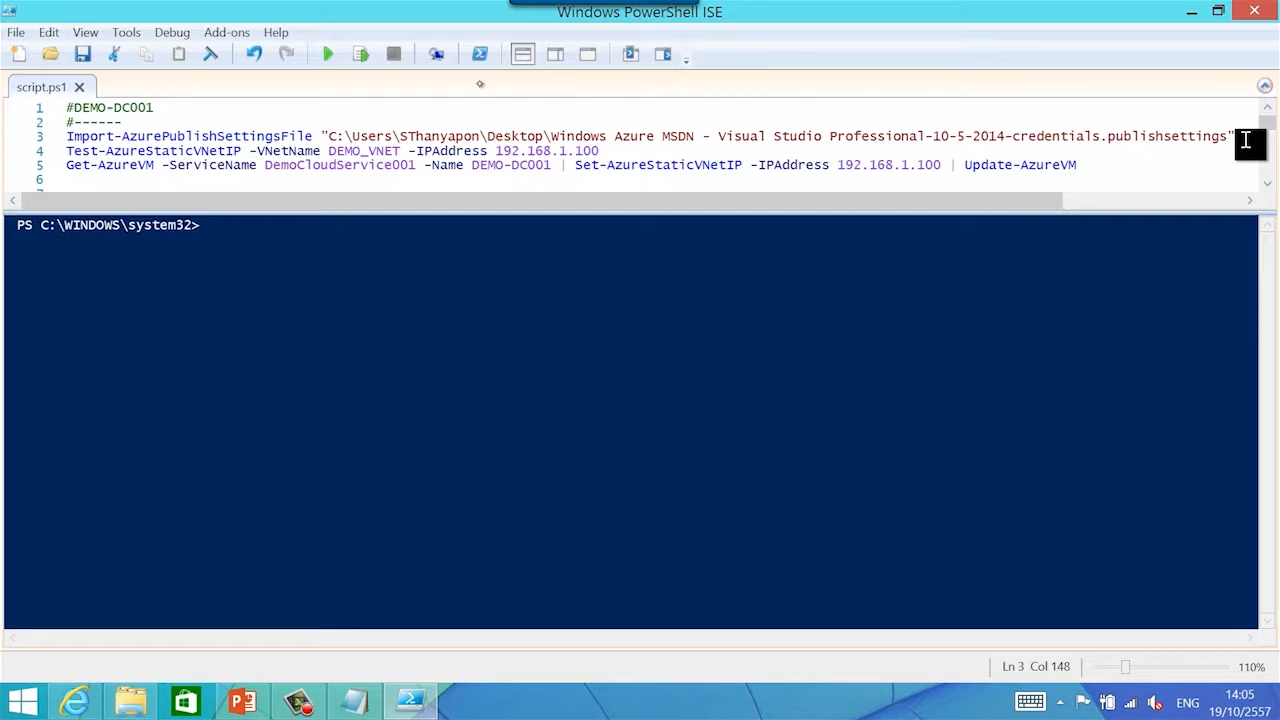 Windows PowerShell ISE
File Edit View Tools Debug Add-ons Help
script.ps1
1 #DEMO-DC001
2 #------
3 Import-AzurePublishSettingsFile "C:\Users\SThanyapon\Desktop\Windows Azure MSDN - Visual Studio Professional-10-5-2014-credentials.publishsettings"
4 Test-AzureStaticVNetIP -VNetName DEMO_VNET -IPAddress 192.168.1.100
5 Get-AzureVM -ServiceName DemoCloudService001 -Name DEMO-DC001 | Set-AzureStaticVNetIP -IPAddress 192.168.1.100 | Update-AzureVM
6
PS C:\WINDOWS\system32>
Ln 3 Col 148 110%
ENG 14:05
19/10/2557